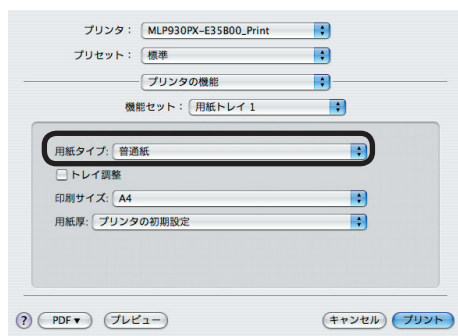 プリンタ： MLP930PX-E35B00_Print
プリセット： 標準
プリンタの機能
機能セット： 用紙トレイ 1
用紙タイプ: 普通紙
トレイ調整
印刷サイズ: A4
用紙厚: プリンタの初期設定
? PDF▼ プレビュー キャンセル プリント